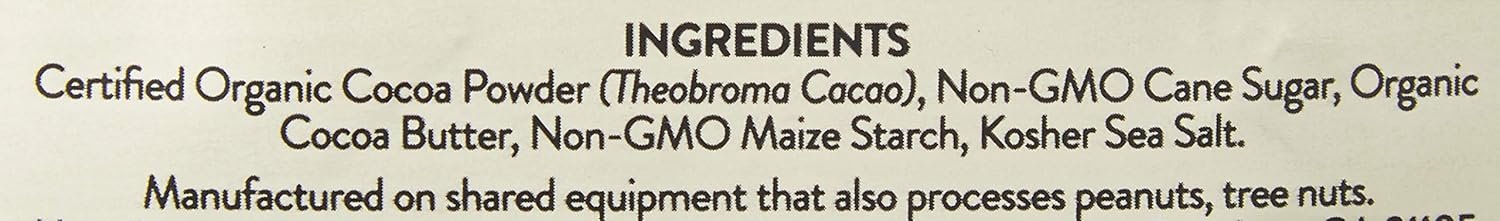 INGREDIENTS
Certified Organic Cocoa Powder (Theobroma Cacao), Non-GMO Cane Sugar, Organic
Cocoa Butter, Non-GMO Maize Starch, Kosher Sea Salt.
Manufactured on shared equipment that also processes peanuts, tree nuts.